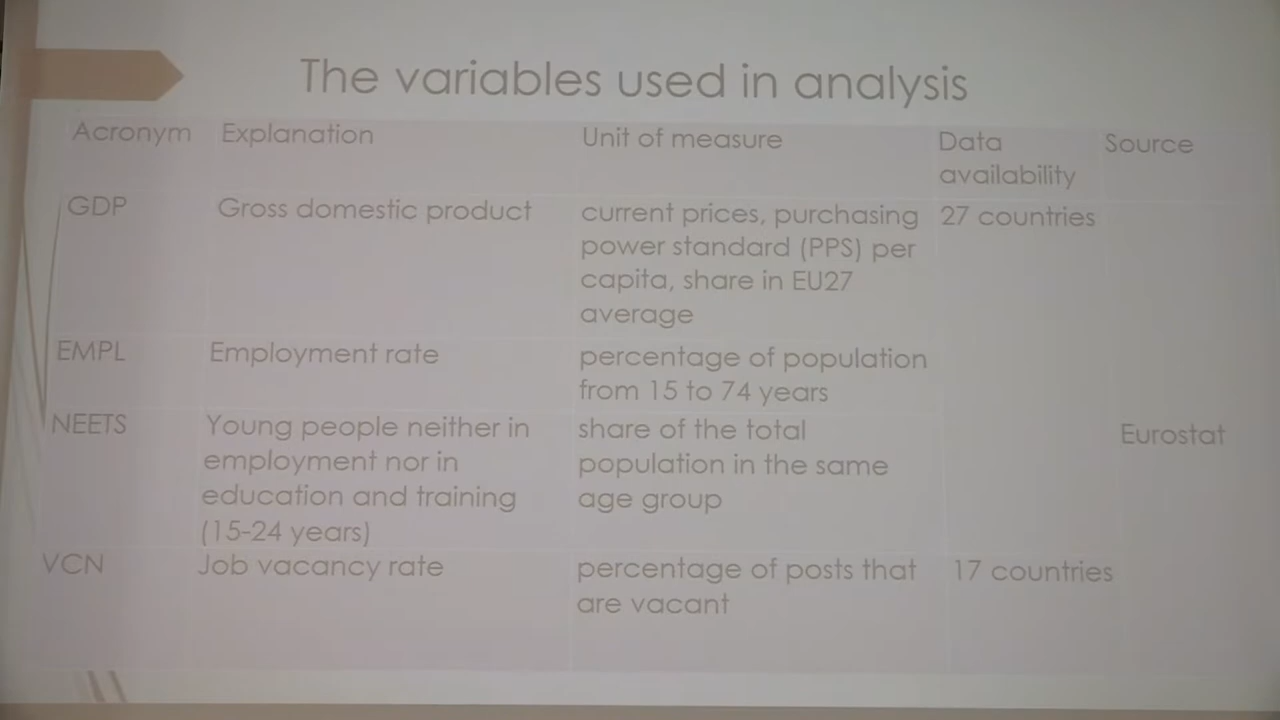 The variables used in analysis
Acronym Explanation Unit of measure Data availability Source
GDP Gross domestic product current prices, purchasing 27 countries
power standard (PPS) per
capita, share in EU27
average
EMPL Employment rate percentage of population
from 15 to 74 years
NEETS Young people neither in share of the total Eurostat
employment nor in population in the same
education and training age group
(15-24 years)
VCN Job vacancy rate percentage of posts that 17 countries
are vacant